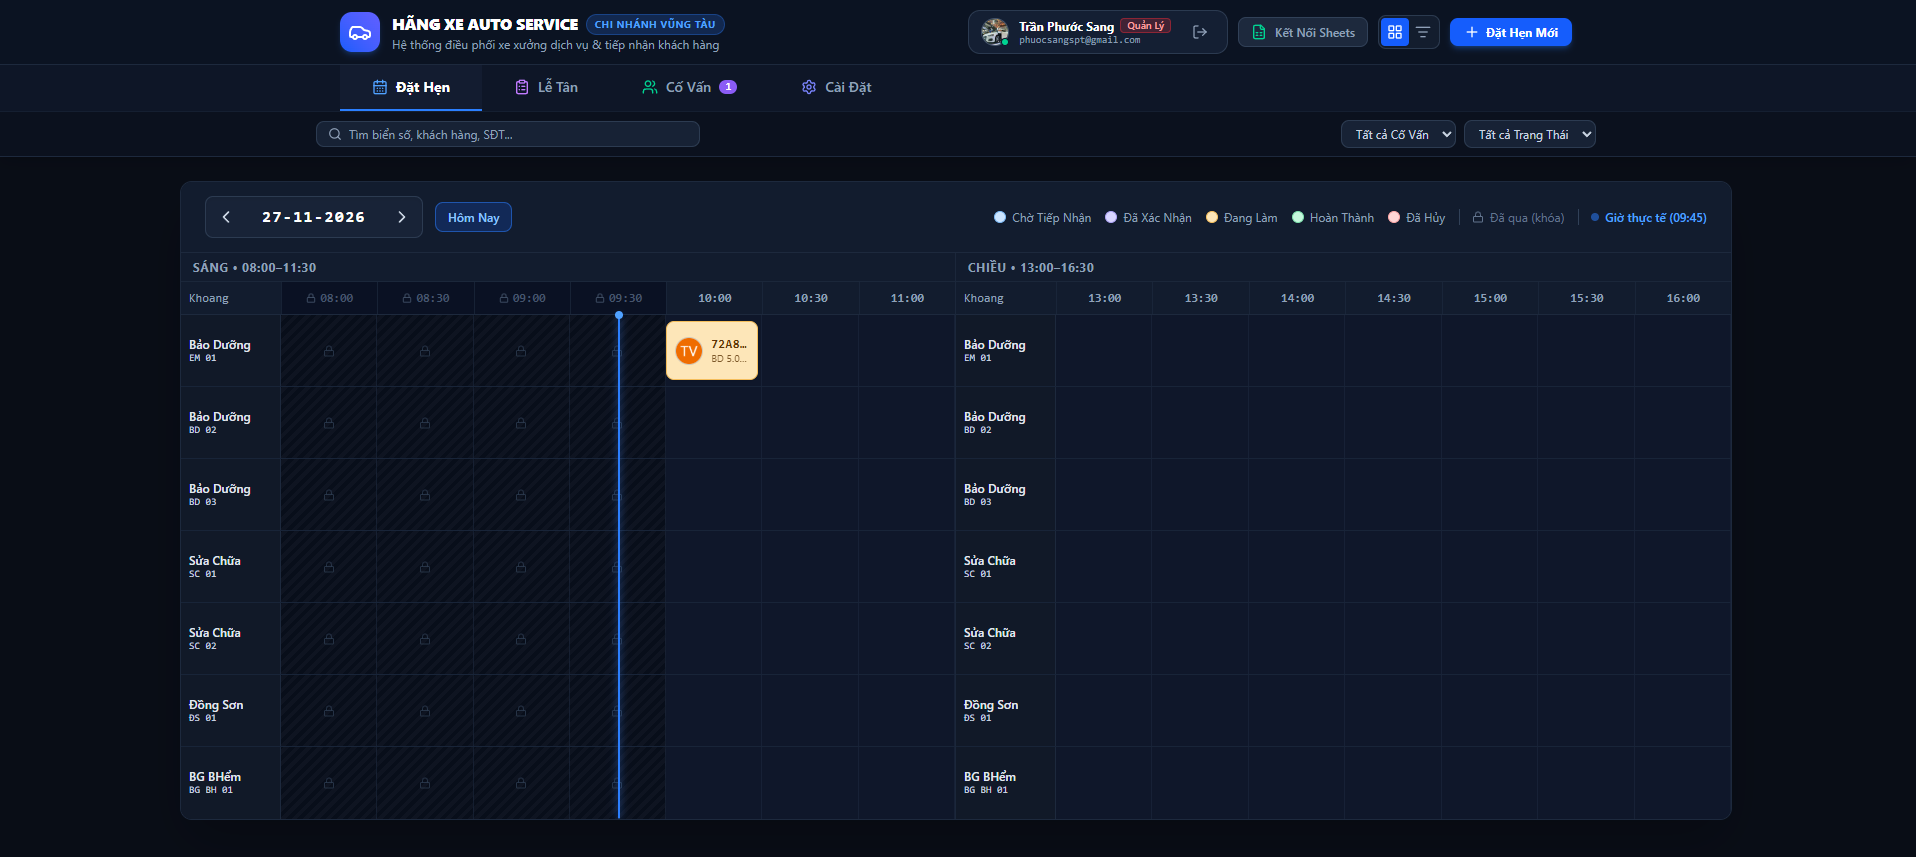 HÃNG XE AUTO SERVICE CHI NHÁNH VŨNG TÀU
Hệ thống điều phối xe xưởng dịch vụ & tiếp nhận khách hàng
Trần Phước Sang Quản Lý
phuocsangspt@gmail.com
Kết Nối Sheets
Đặt Hẹn Mới
Đặt Hẹn
Lễ Tân
Cố Vấn 1
Cài Đặt
Tìm biển số, khách hàng, SĐT...
Tất cả Cố Vấn
Tất cả Trạng Thái
27-11-2026
Hôm Nay
Chờ Tiếp Nhận
Đã Xác Nhận
Đang Làm
Hoàn Thành
Đã Hủy
Đã qua (khóa)
Giờ thực tế (09:45)
SÁNG • 08:00–11:30
CHIỀU • 13:00–16:30
Khoang 08:00 08:30 09:00 09:30 10:00 10:30 11:00
Khoang 13:00 13:30 14:00 14:30 15:00 15:30 16:00
Bảo Dưỡng
EM 01
TV
72A8...
BD 5.0...
Bảo Dưỡng
EM 01
Bảo Dưỡng
BD 02
Bảo Dưỡng
BD 02
Bảo Dưỡng
BD 03
Bảo Dưỡng
BD 03
Sửa Chữa
SC 01
Sửa Chữa
SC 01
Sửa Chữa
SC 02
Sửa Chữa
SC 02
Đồng Sơn
ĐS 01
Đồng Sơn
ĐS 01
BG BHểm
BG BH 01
BG BHểm
BG BH 01